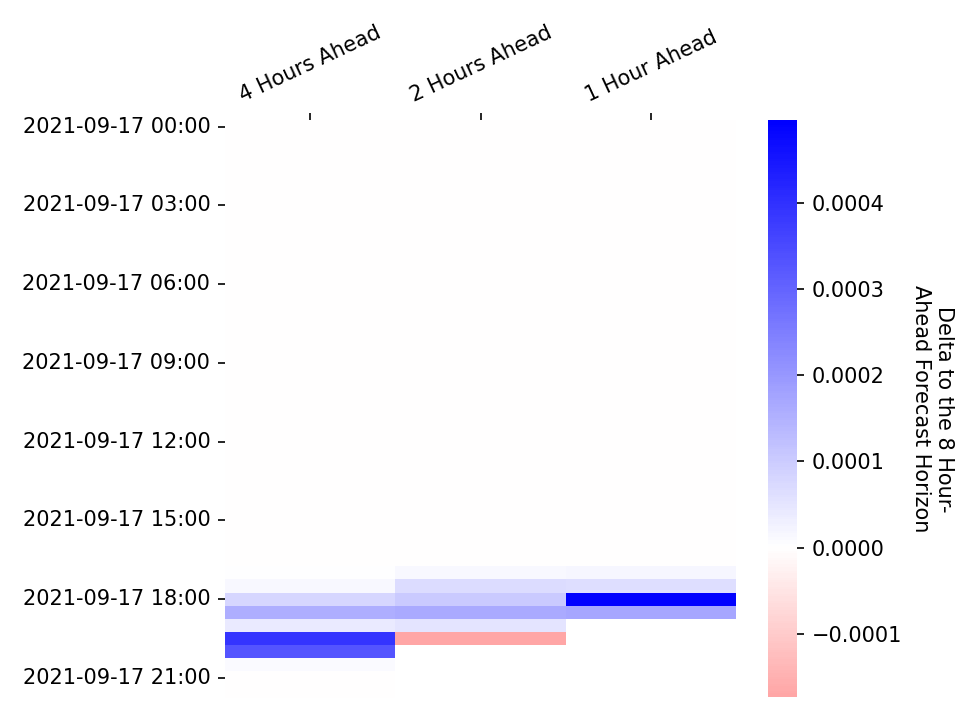 4 Hours Ahead
2 Hours Ahead
1 Hour Ahead
2021-09-17 00:00
2021-09-17 03:00
2021-09-17 06:00
2021-09-17 09:00
2021-09-17 12:00
2021-09-17 15:00
2021-09-17 18:00
2021-09-17 21:00
0.0004
0.0003
0.0002
0.0001
0.0000
−0.0001
Delta to the 8 Hour-
Ahead Forecast Horizon